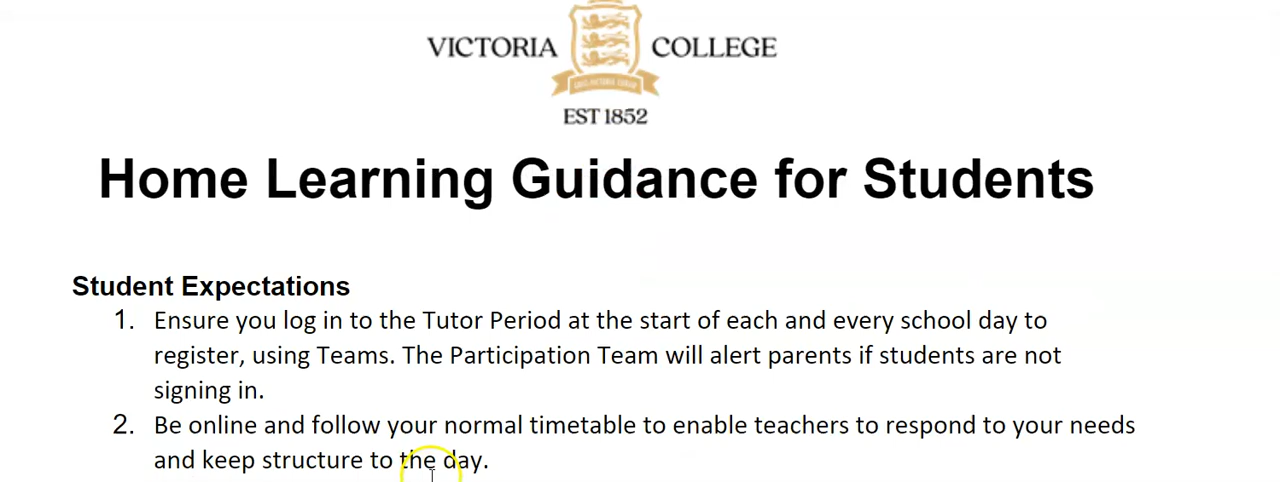 VICTORIA COLLEGE
EST 1852
Home Learning Guidance for Students
Student Expectations
1. Ensure you log in to the Tutor Period at the start of each and every school day to
register, using Teams. The Participation Team will alert parents if students are not
signing in.
2. Be online and follow your normal timetable to enable teachers to respond to your needs
and keep structure to the day.